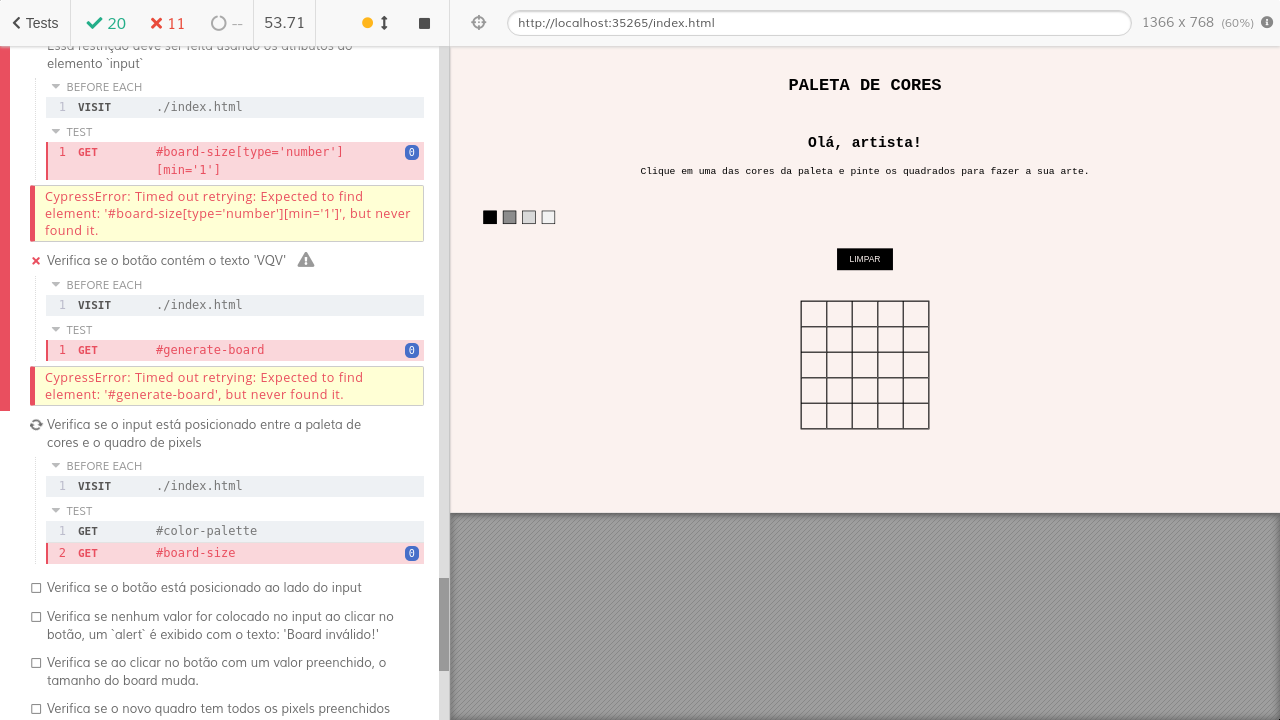 Tests
20
11
--
53.71
http://localhost:35265/index.html
1366 x 768 (60%)
Essa restrição deve ser feita usando os atributos do
elemento `input`
BEFORE EACH
1 VISIT ./index.html
TEST
1 GET #board-size[type='number']
[min='1'] 0
CypressError: Timed out retrying: Expected to find
element: '#board-size[type='number'][min='1']', but never
found it.
Verifica se o botão contém o texto 'VQV'
BEFORE EACH
1 VISIT ./index.html
TEST
1 GET #generate-board 0
CypressError: Timed out retrying: Expected to find
element: '#generate-board', but never found it.
Verifica se o input está posicionado entre a paleta de
cores e o quadro de pixels
BEFORE EACH
1 VISIT ./index.html
TEST
1 GET #color-palette
2 GET #board-size 0
Verifica se o botão está posicionado ao lado do input
Verifica se nenhum valor for colocado no input ao clicar no
botão, um `alert` é exibido com o texto: 'Board inválido!'
Verifica se ao clicar no botão com um valor preenchido, o
tamanho do board muda.
Verifica se o novo quadro tem todos os pixels preenchidos
PALETA DE CORES
Olá, artista!
Clique em uma das cores da paleta e pinte os quadrados para fazer a sua arte.
LIMPAR